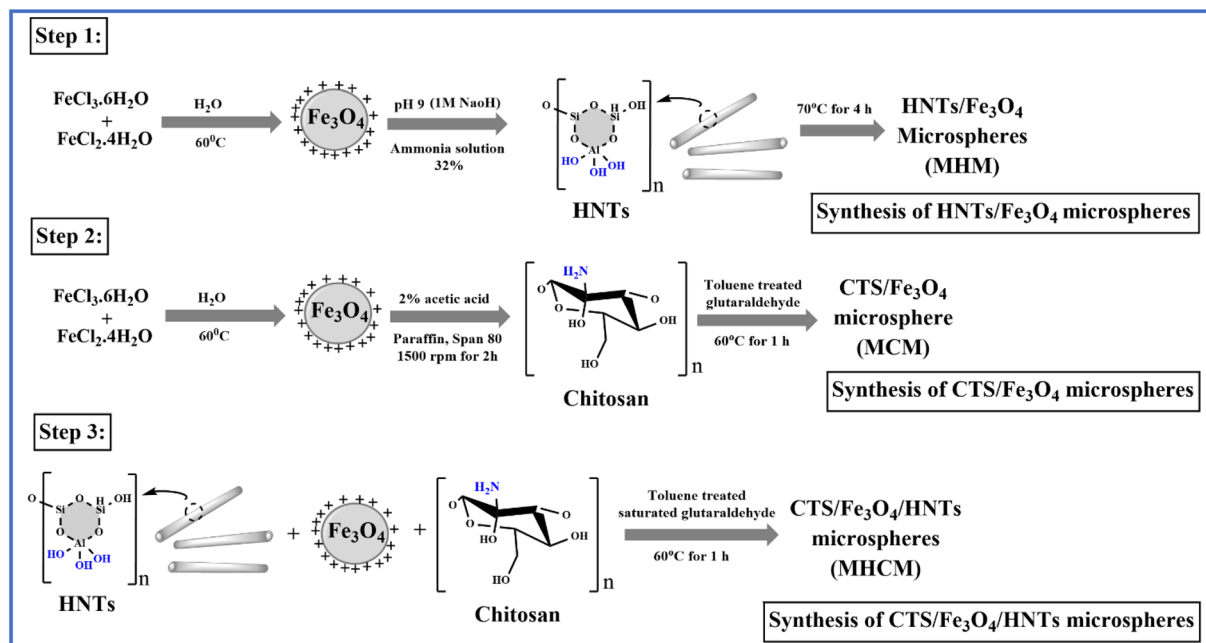 Step 1:
FeCl₃.6H₂O
+
FeCl₂.4H₂O
H₂O
60⁰C
Fe₃O₄
pH 9 (1M NaoH)
Ammonia solution
32%
O
Si
O
H
Si
OH
O
O
Al
HO
OH
OH
n
HNTs
70°C for 4 h
HNTs/Fe₃O₄
Microspheres
(MHM)
Synthesis of HNTs/Fe₃O₄ microspheres
Step 2:
FeCl₃.6H₂O
+
FeCl₂.4H₂O
H₂O
60⁰C
Fe₃O₄
2% acetic acid
Paraffin, Span 80
1500 rpm for 2h
H₂N
O
O
O
HO
OH
HO
n
Chitosan
Toluene treated
glutaraldehyde
60°C for 1 h
CTS/Fe₃O₄
microsphere
(MCM)
Synthesis of CTS/Fe₃O₄ microspheres
Step 3:
O
Si
O
H
Si
OH
O
O
Al
HO
OH
OH
n
HNTs
+
Fe₃O₄
+
H₂N
O
O
O
HO
OH
HO
n
Chitosan
Toluene treated
saturated glutaraldehyde
60°C for 1 h
CTS/Fe₃O₄/HNTs
microspheres
(MHCM)
Synthesis of CTS/Fe₃O₄/HNTs microspheres